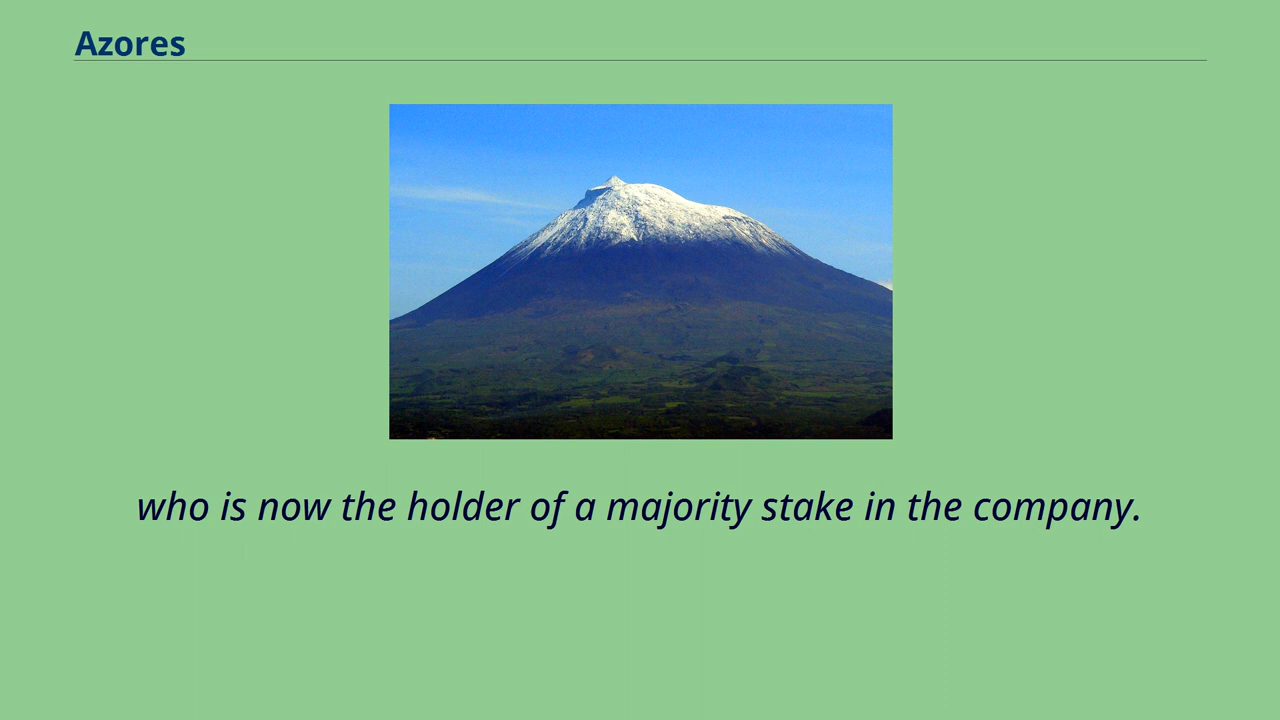 Azores
who is now the holder of a majority stake in the company.